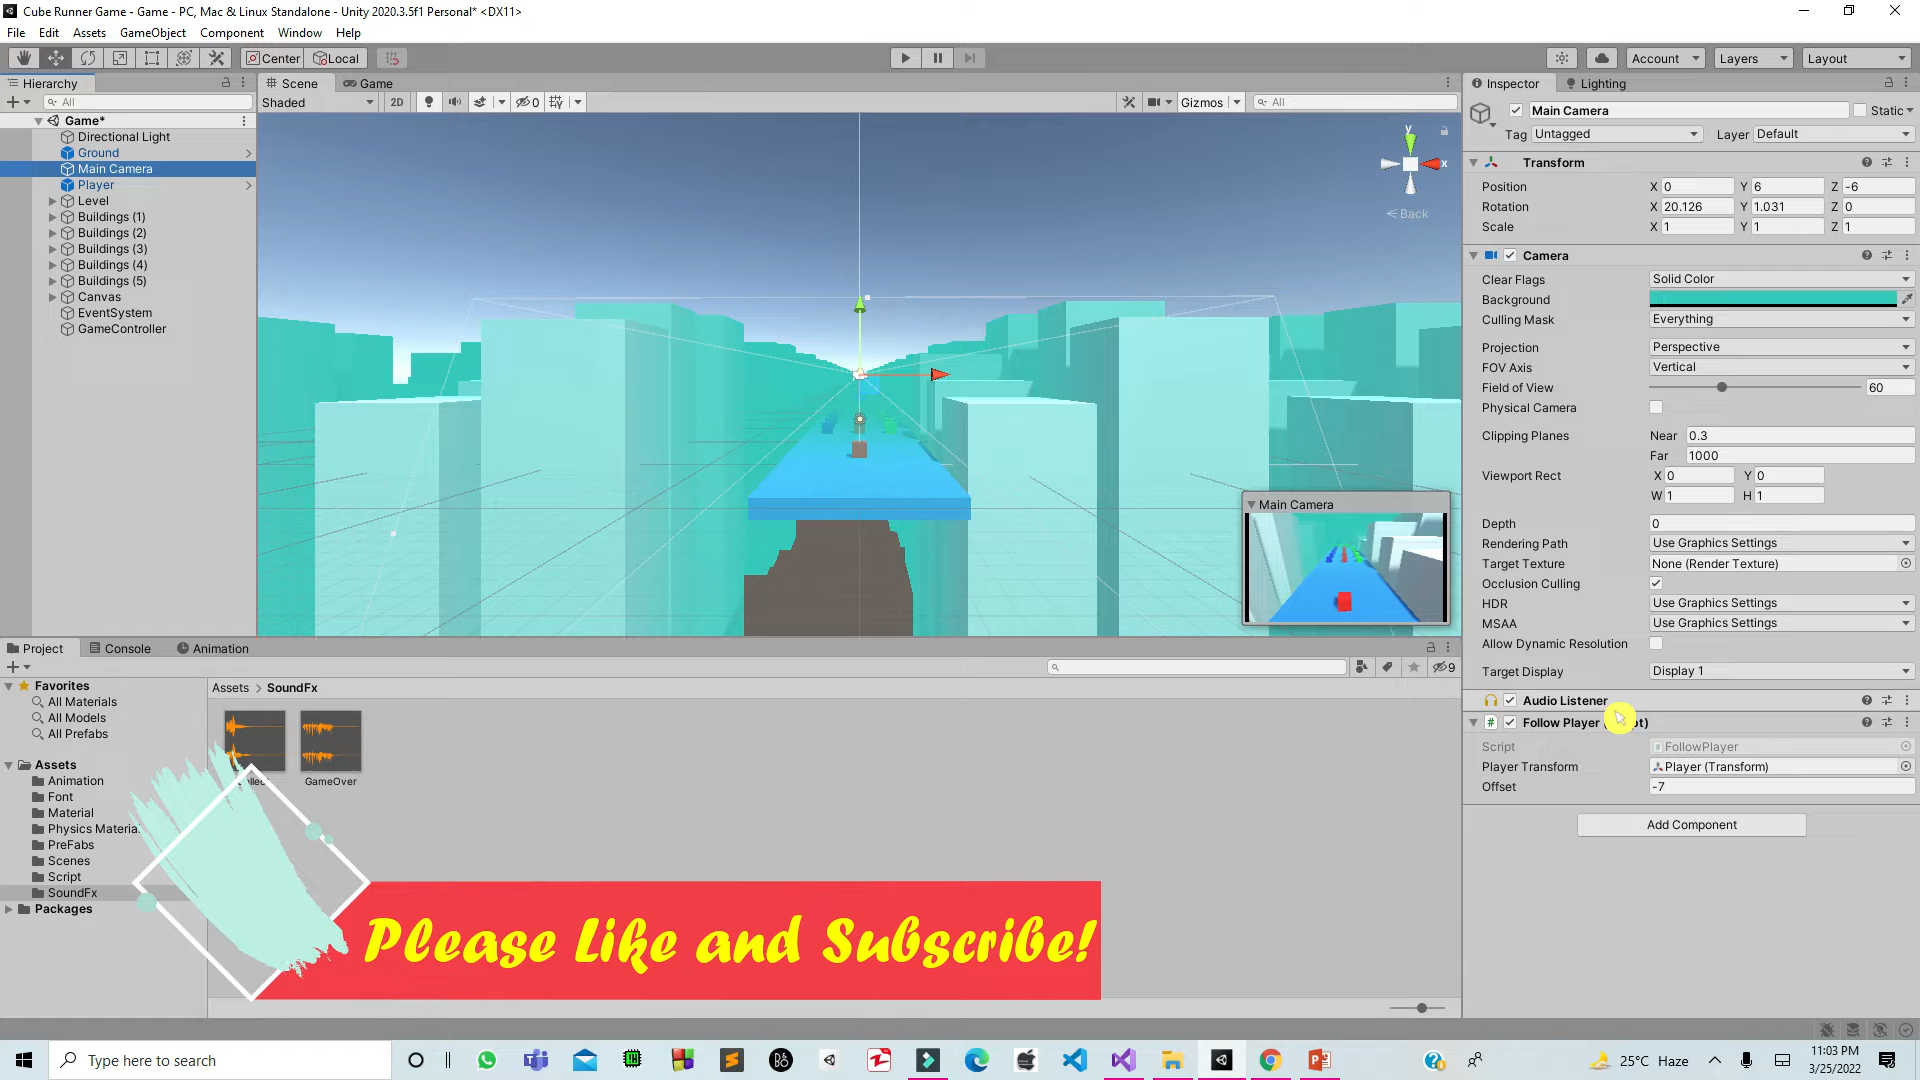 Cube Runner Game - Game - PC, Mac & Linux Standalone - Unity 2020.3.5f1 Personal* <DX11>
File Edit Assets GameObject Component Window Help
Center Local Account Layers Layout
Hierarchy
All
Game*
Directional Light
Ground
Main Camera
Player
Level
Buildings (1)
Buildings (2)
Buildings (3)
Buildings (4)
Buildings (5)
Canvas
EventSystem
GameController
Scene Game
Shaded 2D 0 Gizmos All
y
x
Back
Main Camera
Inspector Lighting
Main Camera Static
Tag Untagged Layer Default
Transform
Position X 0 Y 6 Z -6
Rotation X 20.126 Y 1.031 Z 0
Scale X 1 Y 1 Z 1
Camera
Clear Flags Solid Color
Background
Culling Mask Everything
Projection Perspective
FOV Axis Vertical
Field of View 60
Physical Camera
Clipping Planes Near 0.3
Far 1000
Viewport Rect X 0 Y 0
W 1 H 1
Depth 0
Rendering Path Use Graphics Settings
Target Texture None (Render Texture)
Occlusion Culling
HDR Use Graphics Settings
MSAA Use Graphics Settings
Allow Dynamic Resolution
Target Display Display 1
Audio Listener
# Follow Player
Script FollowPlayer
Player Transform Player (Transform)
Offset -7
Add Component
Project Console Animation
9
Favorites
All Materials
All Models
All Prefabs
Assets
Animation
Font
Material
Physics Materia
PreFabs
Scenes
Script
SoundFx
Packages
Assets > SoundFx
GameOver
Please Like and Subscribe!
Type here to search
25°C Haze
11:03 PM
3/25/2022